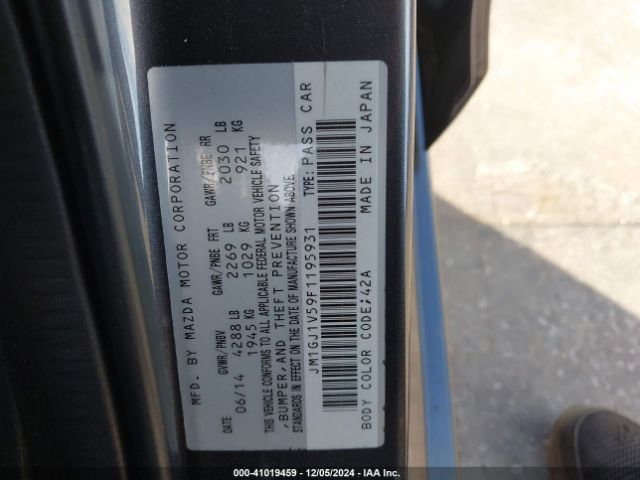 MFD. BY MAZDA MOTOR CORPORATION
DATE GVWR/PNBV GAWR/PNBE FRT GAWR/PNBE RR
06/14 4288 LB 2269 LB 2030 LB
1945 KG 1029 KG 921 KG
THIS VEHICLE CONFORMS TO ALL APPLICABLE FEDERAL MOTOR VEHICLE SAFETY
,BUMPER,AND THEFT PREVENTION
STANDARDS IN EFFECT ON THE DATE OF MANUFACTURE SHOWN ABOVE.
JM1GJ1V59F1195931 TYPE: PASS CAR
BODY COLOR CODE:42A MADE IN JAPAN
000-41019459 - 12/05/2024 - IAA Inc.